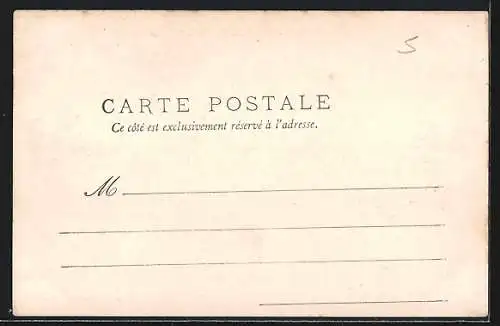 5
CARTE POSTALE
Ce côté est exclusivement réservé à l'adresse.
M